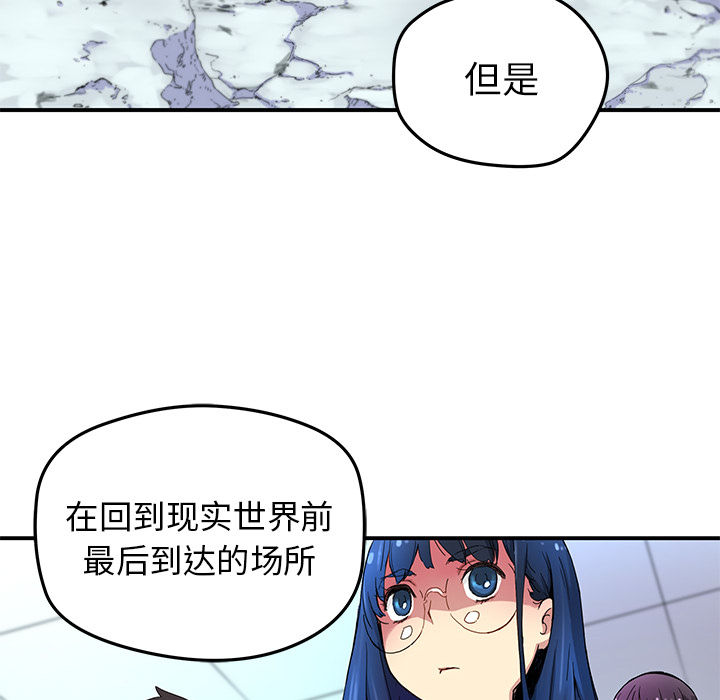 但是
在回到现实世界前
最后到达的场所